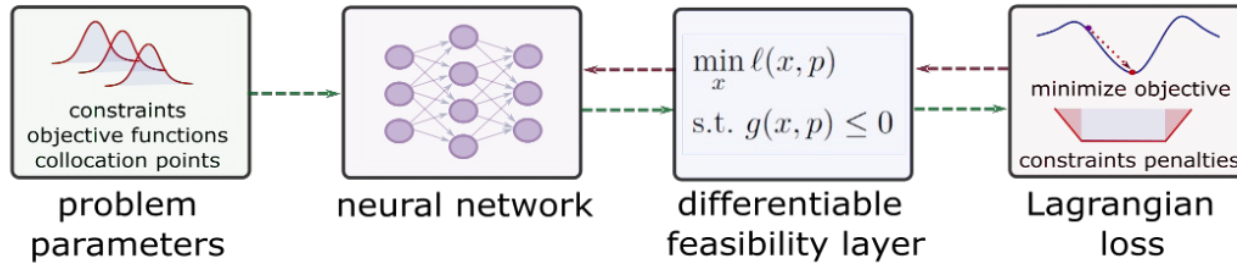 constraints
objective functions
collocation points
problem
parameters
neural network
min ℓ(x, p)
x
s.t. g(x, p) ≤ 0
differentiable
feasibility layer
minimize objective
constraints penalties
Lagrangian
loss